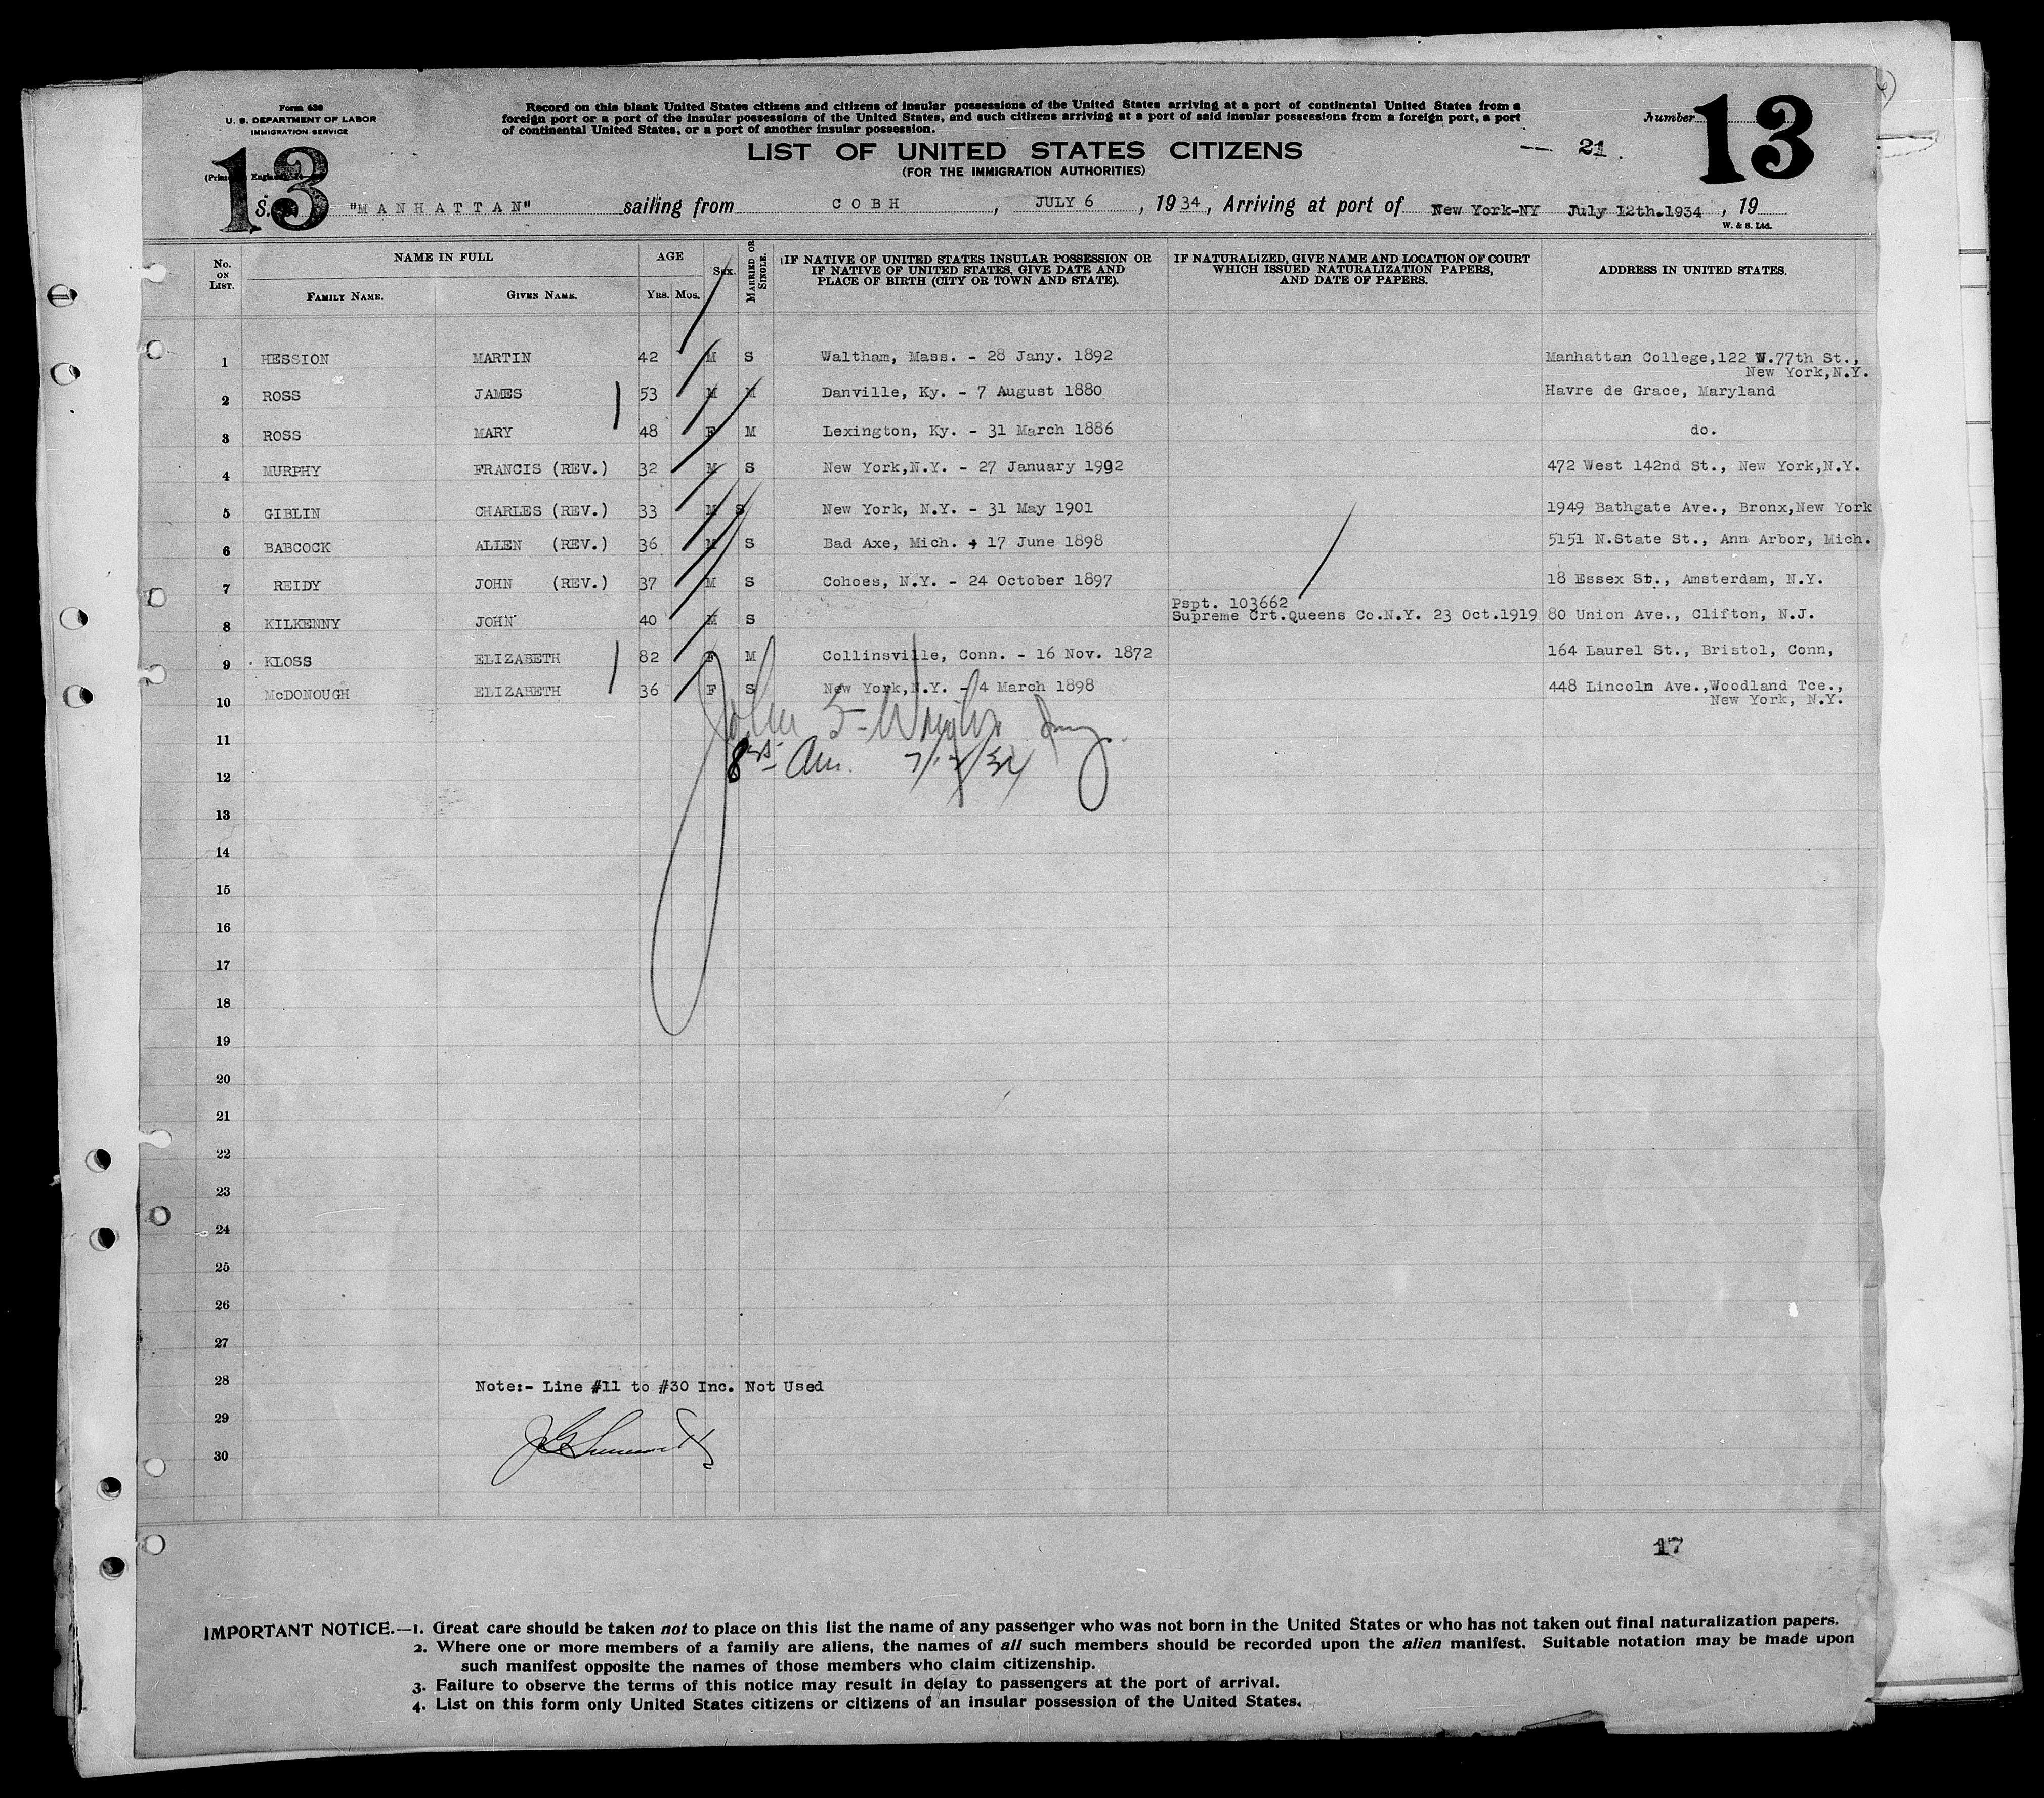 Form 630
U. S. DEPARTMENT OF LABOR
IMMIGRATION SERVICE
Record on this blank United States citizens and citizens of insular possessions of the United States arriving at a port of continental United States from a
foreign port or a port of the insular possessions of the United States, and such citizens arriving at a port of said insular possessions from a foreign port, a port
of continental United States, or a port of another insular possession.
Number 13
LIST OF UNITED STATES CITIZENS
-- 21.
(FOR THE IMMIGRATION AUTHORITIES)
13
S. "MANHATTAN" sailing from COBH, JULY 6, 1934, Arriving at port of New York-NY July 12th.1934, 19
W. & S. Ltd.
No. ON LIST. NAME IN FULL FAMILY NAME. GIVEN NAME. AGE YRS. MOS. SEX. MARRIED OR SINGLE. IF NATIVE OF UNITED STATES INSULAR POSSESSION OR IF NATIVE OF UNITED STATES, GIVE DATE AND PLACE OF BIRTH (CITY OR TOWN AND STATE). IF NATURALIZED, GIVE NAME AND LOCATION OF COURT WHICH ISSUED NATURALIZATION PAPERS, AND DATE OF PAPERS. ADDRESS IN UNITED STATES.
1 HESSION MARTIN 42 M S Waltham, Mass. - 28 Jany. 1892 Manhattan College,122 W.77th St.,
New York,N.Y.
2 ROSS JAMES 53 M M Danville, Ky. - 7 August 1880 Havre de Grace, Maryland
3 ROSS MARY 48 F M Lexington, Ky. - 31 March 1886 do.
4 MURPHY FRANCIS (REV.) 32 M S New York,N.Y. - 27 January 1902 472 West 142nd St., New York,N.Y.
5 GIBLIN CHARLES (REV.) 33 M S New York, N.Y. - 31 May 1901 1949 Bathgate Ave., Bronx,New York
6 BABCOCK ALLEN (REV.) 36 M S Bad Axe, Mich. - 17 June 1898 5151 N.State St., Ann Arbor, Mich.
7 REIDY JOHN (REV.) 37 M S Cohoes, N.Y. - 24 October 1897 18 Essex St., Amsterdam, N.Y.
Pspt. 103662
8 KILKENNY JOHN 40 M S Supreme Crt.Queens Co.N.Y. 23 Oct.1919 80 Union Ave., Clifton, N.J.
9 KLOSS ELIZABETH 82 F M Collinsville, Conn. - 16 Nov. 1872 164 Laurel St., Bristol, Conn,
10 McDONOUGH ELIZABETH 36 F S New York,N.Y. - 4 March 1898 448 Lincoln Ave.,Woodland Tce.,
New York, N.Y.
11
12
13
14
15
16
17
18
19
20
21
22
23
24
25
26
27
28 Note:- Line #11 to #30 Inc. Not Used
29
30
17
IMPORTANT NOTICE.—1. Great care should be taken not to place on this list the name of any passenger who was not born in the United States or who has not taken out final naturalization papers.
2. Where one or more members of a family are aliens, the names of all such members should be recorded upon the alien manifest. Suitable notation may be made upon
such manifest opposite the names of those members who claim citizenship.
3. Failure to observe the terms of this notice may result in delay to passengers at the port of arrival.
4. List on this form only United States citizens or citizens of an insular possession of the United States.